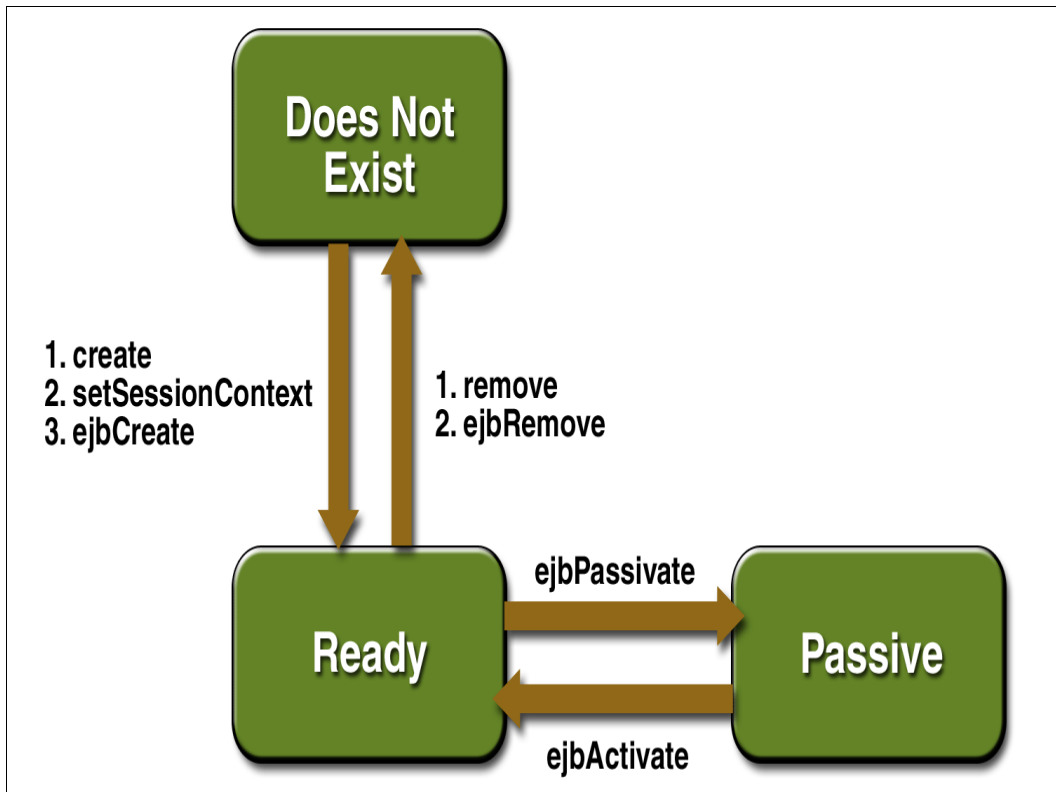 Does Not
Exist
1. create
2. setSessionContext
3. ejbCreate
1. remove
2. ejbRemove
ejbPassivate
Ready
Passive
ejbActivate